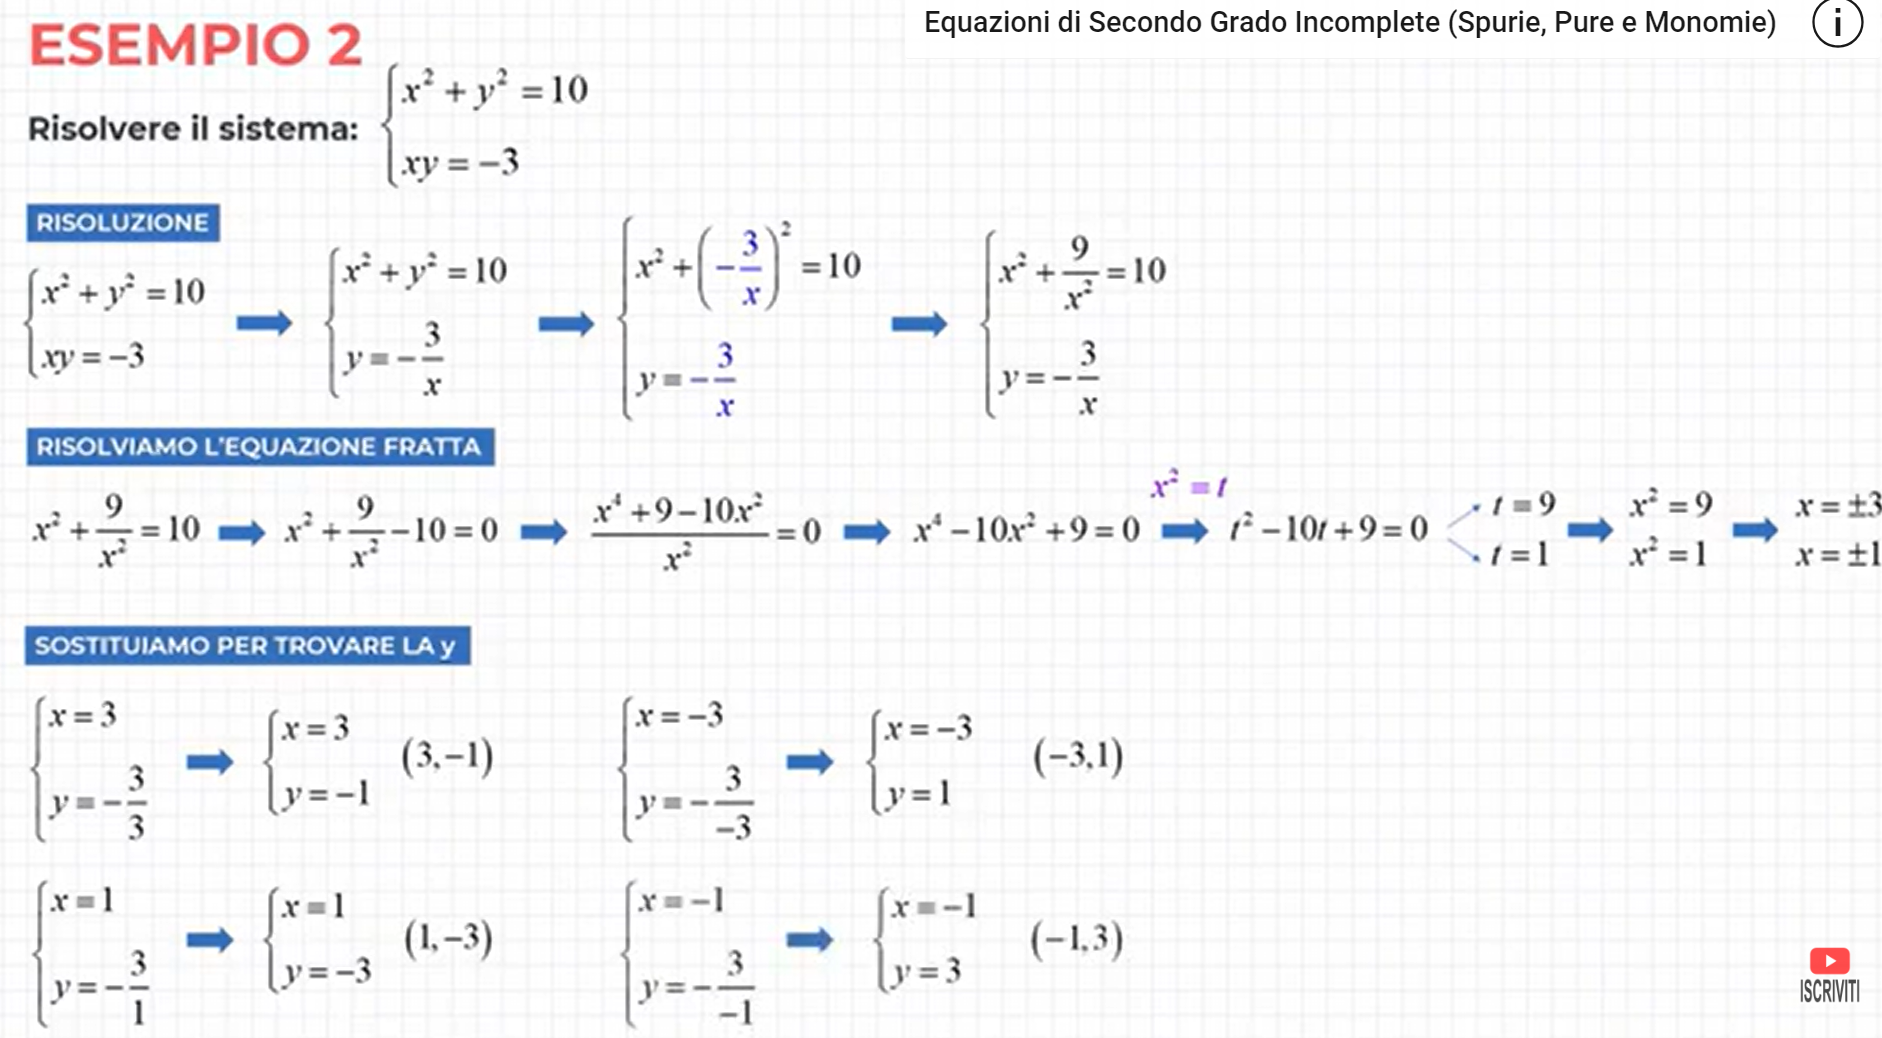 Equazioni di Secondo Grado Incomplete (Spurie, Pure e Monomie) i
ESEMPIO 2
Risolvere il sistema: { x² + y² = 10
xy = −3
RISOLUZIONE
{ x² + y² = 10 ➡ { x² + y² = 10 ➡ { x² + (−3/x)² = 10 ➡ { x² + 9/x² = 10
xy = −3 y = −3/x y = −3/x y = −3/x
RISOLVIAMO L'EQUAZIONE FRATTA
x² = t
x² + 9/x² = 10 ➡ x² + 9/x² − 10 = 0 ➡ (x⁴ + 9 − 10x²)/x² = 0 ➡ x⁴ − 10x² + 9 = 0 ➡ t² − 10t + 9 = 0 t = 9 ➡ x² = 9 ➡ x = ±3
t = 1 x² = 1 x = ±1
SOSTITUIAMO PER TROVARE LA y
{ x = 3 ➡ { x = 3 (3,−1) { x = −3 ➡ { x = −3 (−3,1)
y = −3/3 y = −1 y = −3/−3 y = 1
{ x = 1 ➡ { x = 1 (1,−3) { x = −1 ➡ { x = −1 (−1,3)
y = −3/1 y = −3 y = −3/−1 y = 3
ISCRIVITI